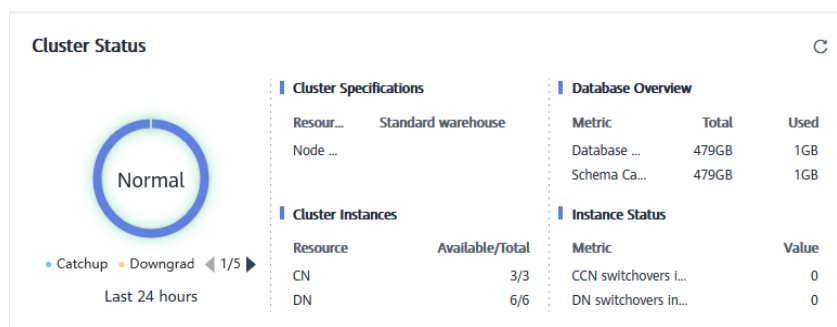 Cluster Status
Normal
Catchup Downgrad 1/5
Last 24 hours
Cluster Specifications
Resour... Standard warehouse
Node ...
Database Overview
Metric Total Used
Database ... 479GB 1GB
Schema Ca... 479GB 1GB
Cluster Instances
Resource Available/Total
CN 3/3
DN 6/6
Instance Status
Metric Value
CCN switchovers i... 0
DN switchovers in... 0